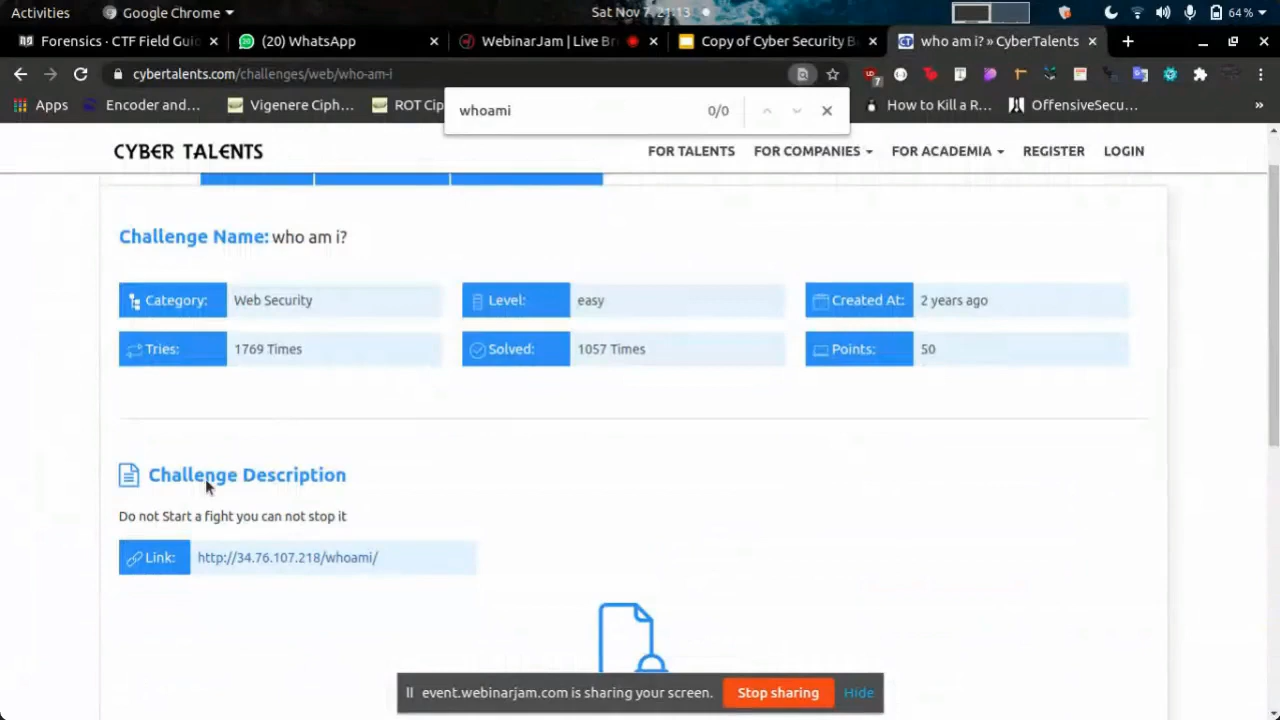 Activities
Google Chrome
Sat Nov 7, 21:13
64 %
Forensics · CTF Field Gui
(20) WhatsApp
WebinarJam | Live Br
Copy of Cyber Security B
who am i? » CyberTalents
cybertalents.com/challenges/web/who-am-i
7
Apps
Encoder and...
Vigenere Ciph...
ROT Cip
How to Kill a R...
OffensiveSecu...
»
whoami
0/0
CYBER TALENTS
FOR TALENTS
FOR COMPANIES
FOR ACADEMIA
REGISTER
LOGIN
Challenge Name: who am i?
Category: Web Security
Level: easy
Created At: 2 years ago
Tries: 1769 Times
Solved: 1057 Times
Points: 50
Challenge Description
Do not Start a fight you can not stop it
Link: http://34.76.107.218/whoami/
event.webinarjam.com is sharing your screen.
Stop sharing
Hide